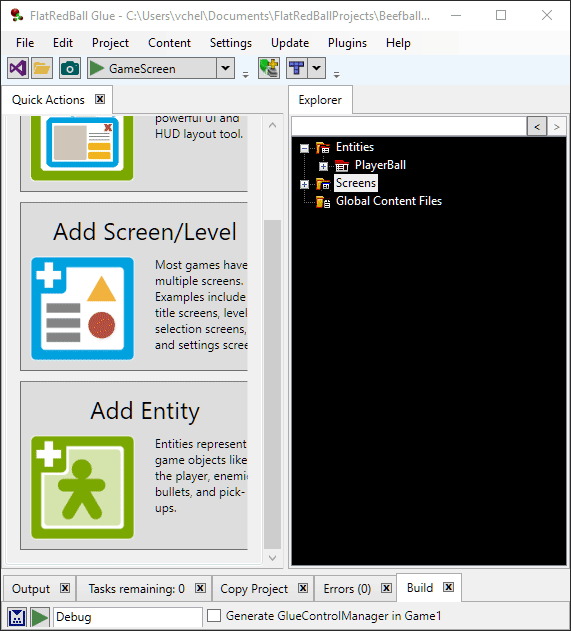 FlatRedBall Glue - C:\Users\vchel\Documents\FlatRedBallProjects\Beefball...
File Edit Project Content Settings Update Plugins Help
GameScreen
Quick Actions
Explorer
powerful UI and
HUD layout tool.
Add Screen/Level
Most games have
multiple screens.
Examples include
title screens, level
selection screens,
and settings scree
Add Entity
Entities represent
game objects like
the player, enemie
bullets, and pick-
ups.
< >
Entities
PlayerBall
Screens
Global Content Files
Output Tasks remaining: 0 Copy Project Errors (0) Build
Debug Generate GlueControlManager in Game1